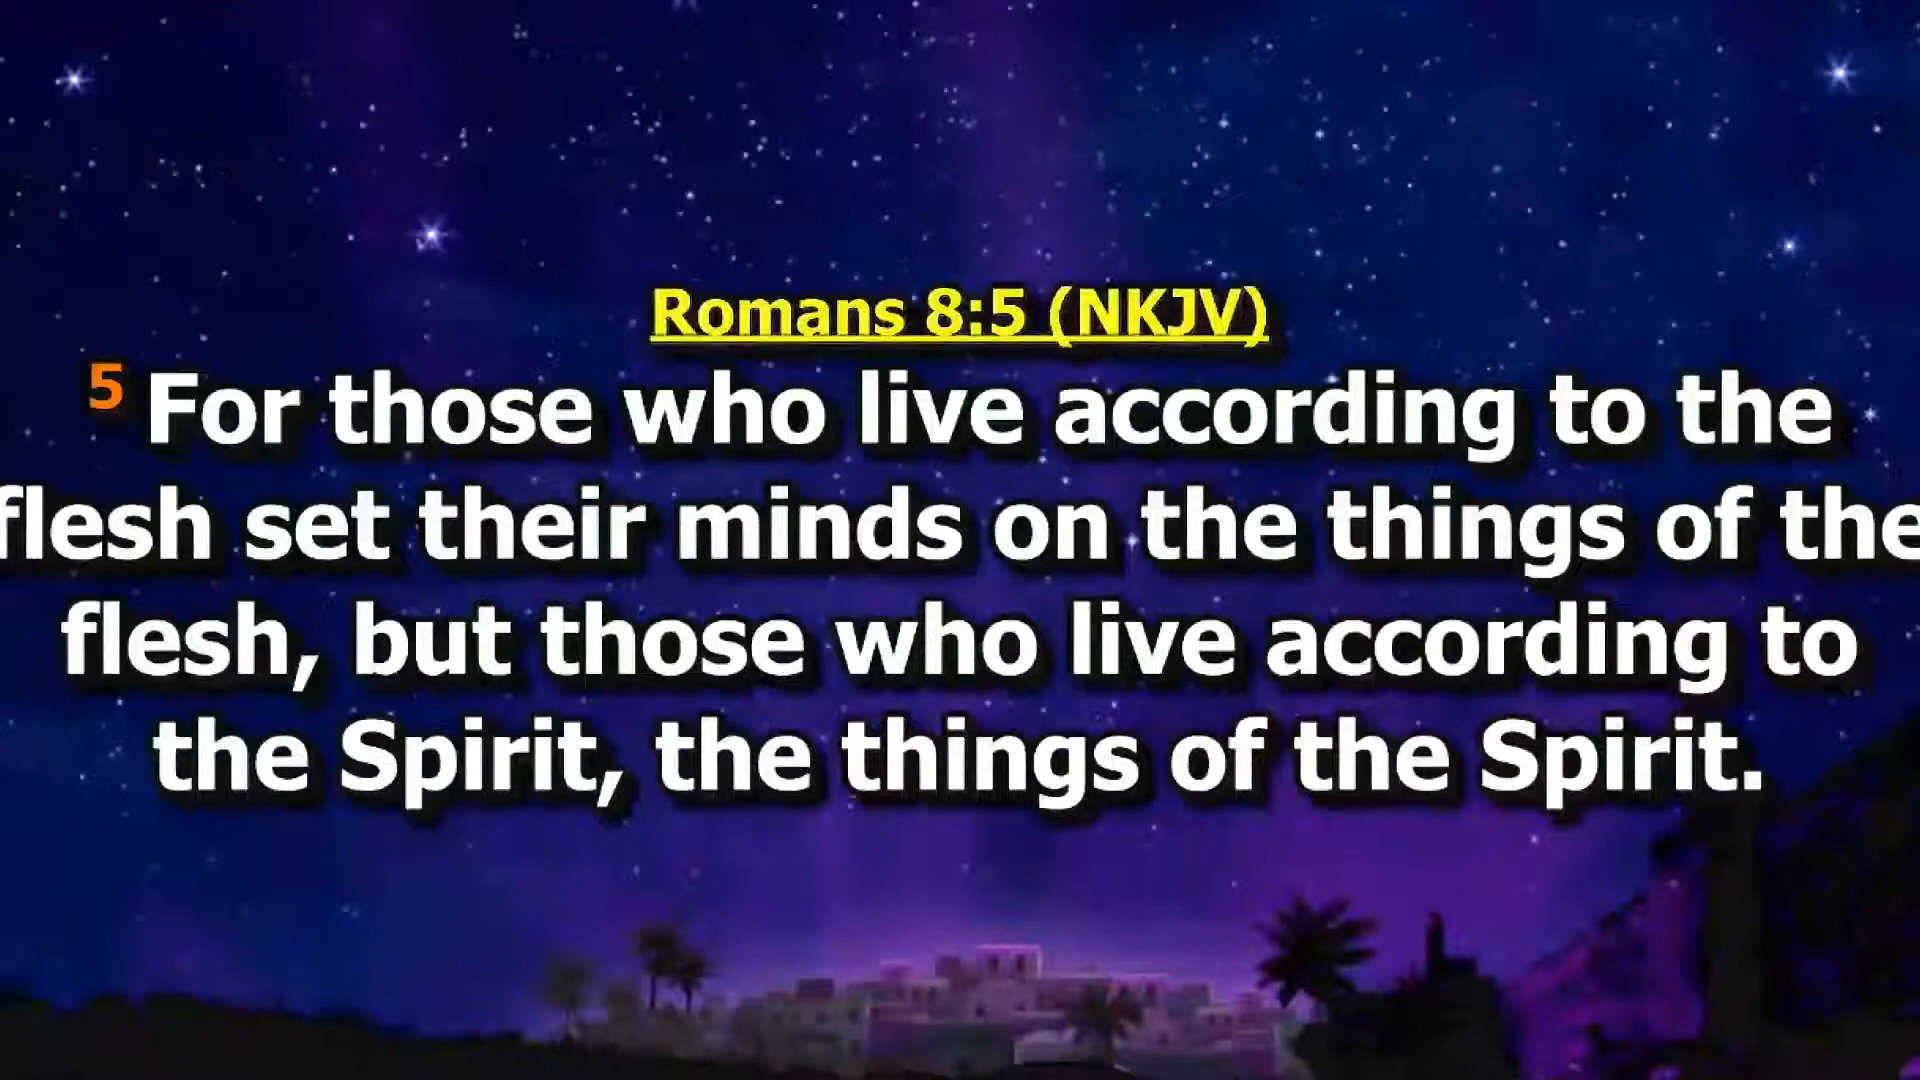 Romans 8:5 (NKJV)
5 For those who live according to the
flesh set their minds on the things of the
flesh, but those who live according to
the Spirit, the things of the Spirit.